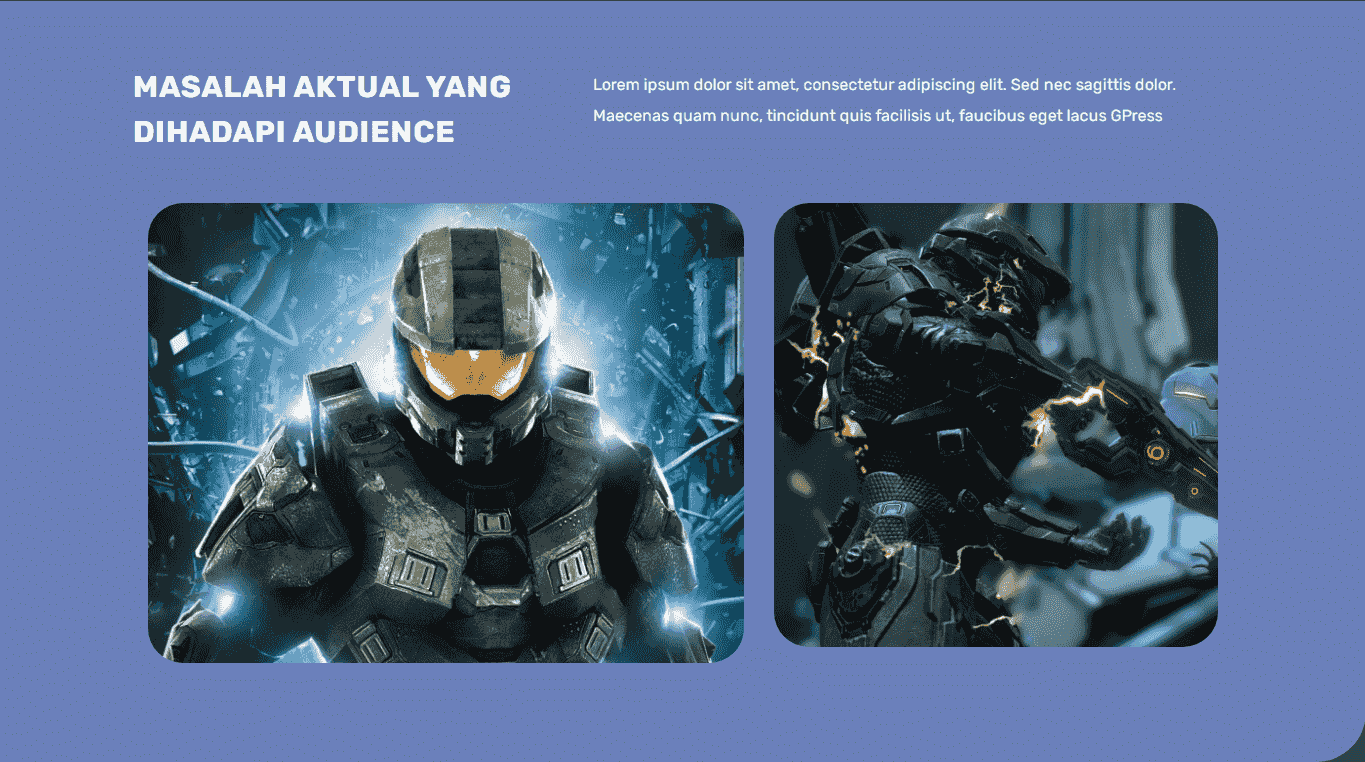 MASALAH AKTUAL YANG
DIHADAPI AUDIENCE
Lorem ipsum dolor sit amet, consectetur adipiscing elit. Sed nec sagittis dolor.
Maecenas quam nunc, tincidunt quis facilisis ut, faucibus eget lacus GPress